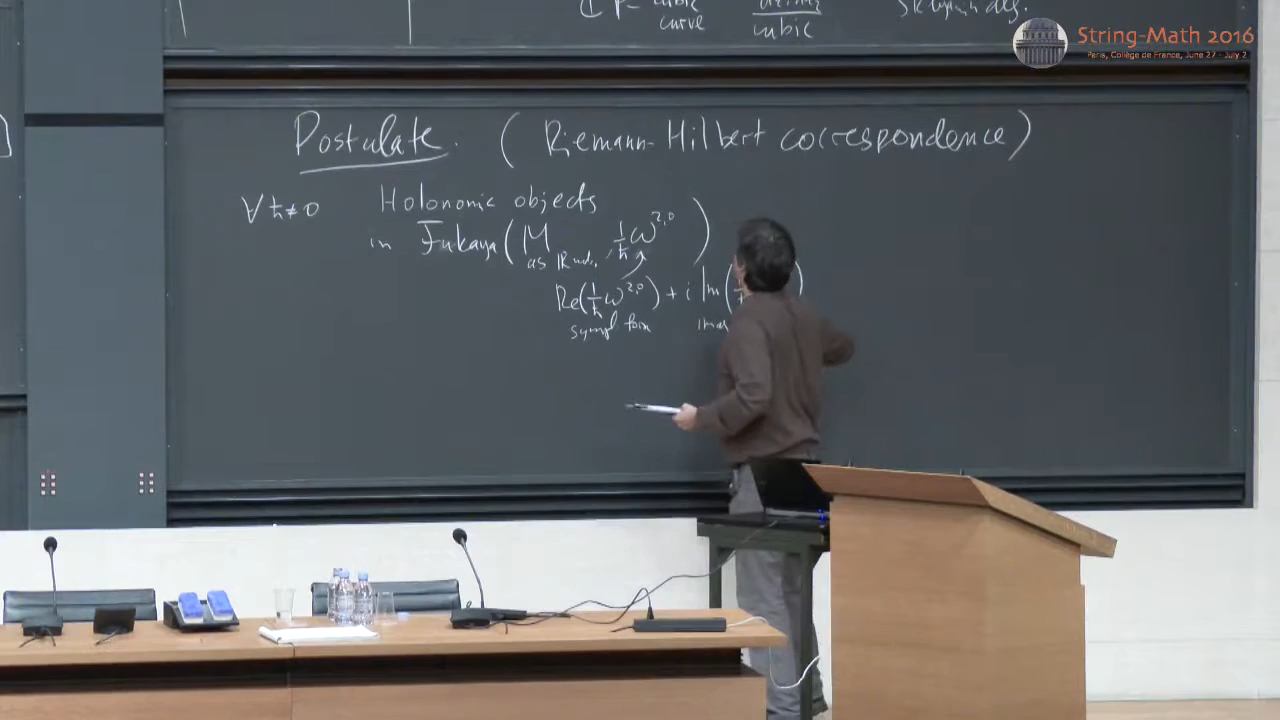 P - cubic
curve
cubic
String-Math 2016
Paris, Collège de France, June 27 - July 2
Postulate. (Riemann-Hilbert correspondence)
∀ ħ≠0 Holonomic objects
in Fukaya(M, 1/ħ ω^{2,0})
as
Re(1/ħ ω^{2,0}) + i Im(
sympl form